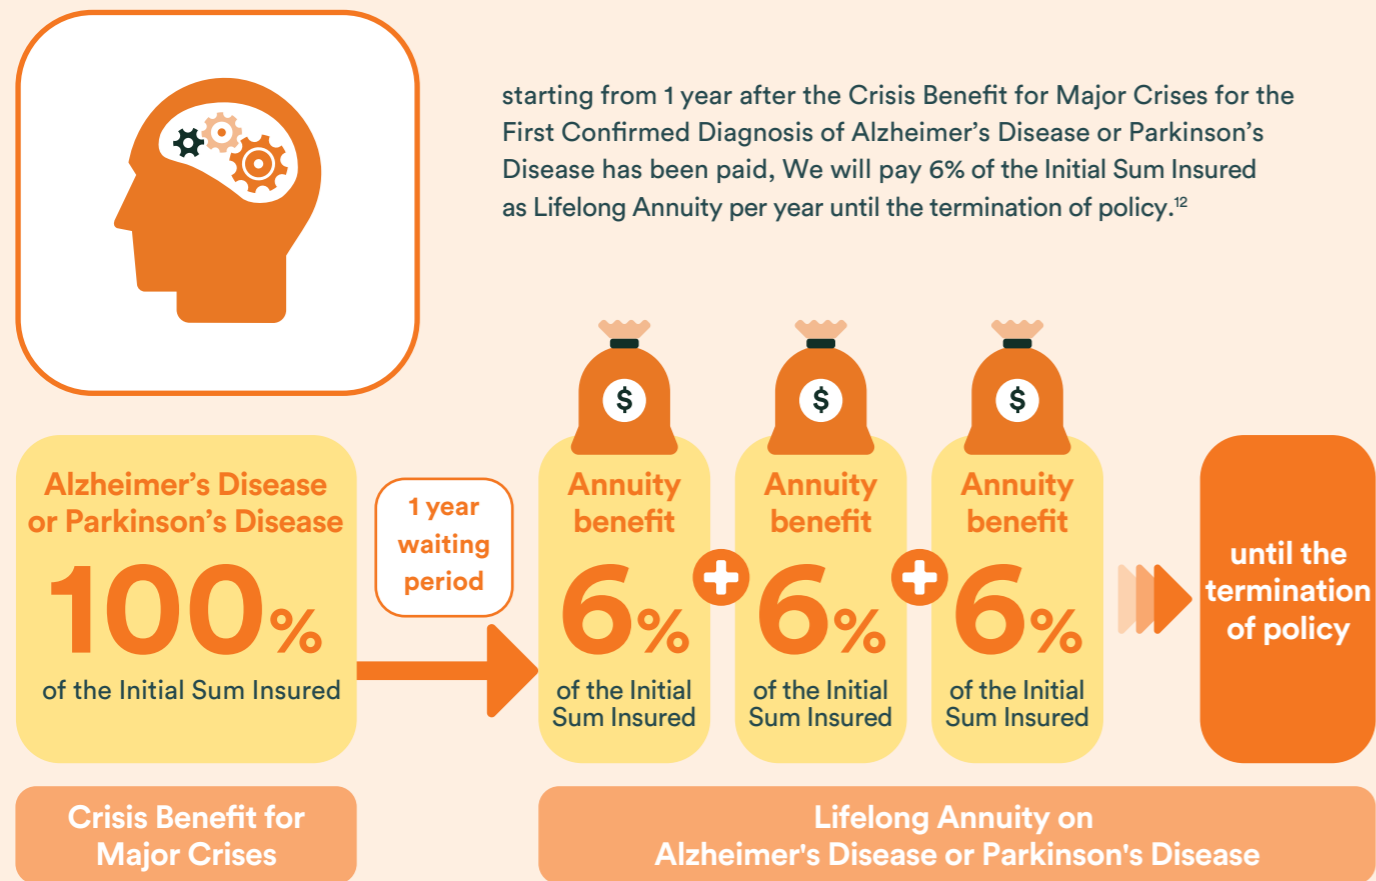 starting from 1 year after the Crisis Benefit for Major Crises for the
First Confirmed Diagnosis of Alzheimer’s Disease or Parkinson’s
Disease has been paid, We will pay 6% of the Initial Sum Insured
as Lifelong Annuity per year until the termination of policy.¹²
$
$
$
Alzheimer’s Disease
or Parkinson’s Disease
100%
of the Initial Sum Insured
1 year
waiting
period
Annuity
benefit
6%
of the Initial
Sum Insured
+
Annuity
benefit
6%
of the Initial
Sum Insured
+
Annuity
benefit
6%
of the Initial
Sum Insured
until the
termination
of policy
Crisis Benefit for
Major Crises
Lifelong Annuity on
Alzheimer's Disease or Parkinson's Disease